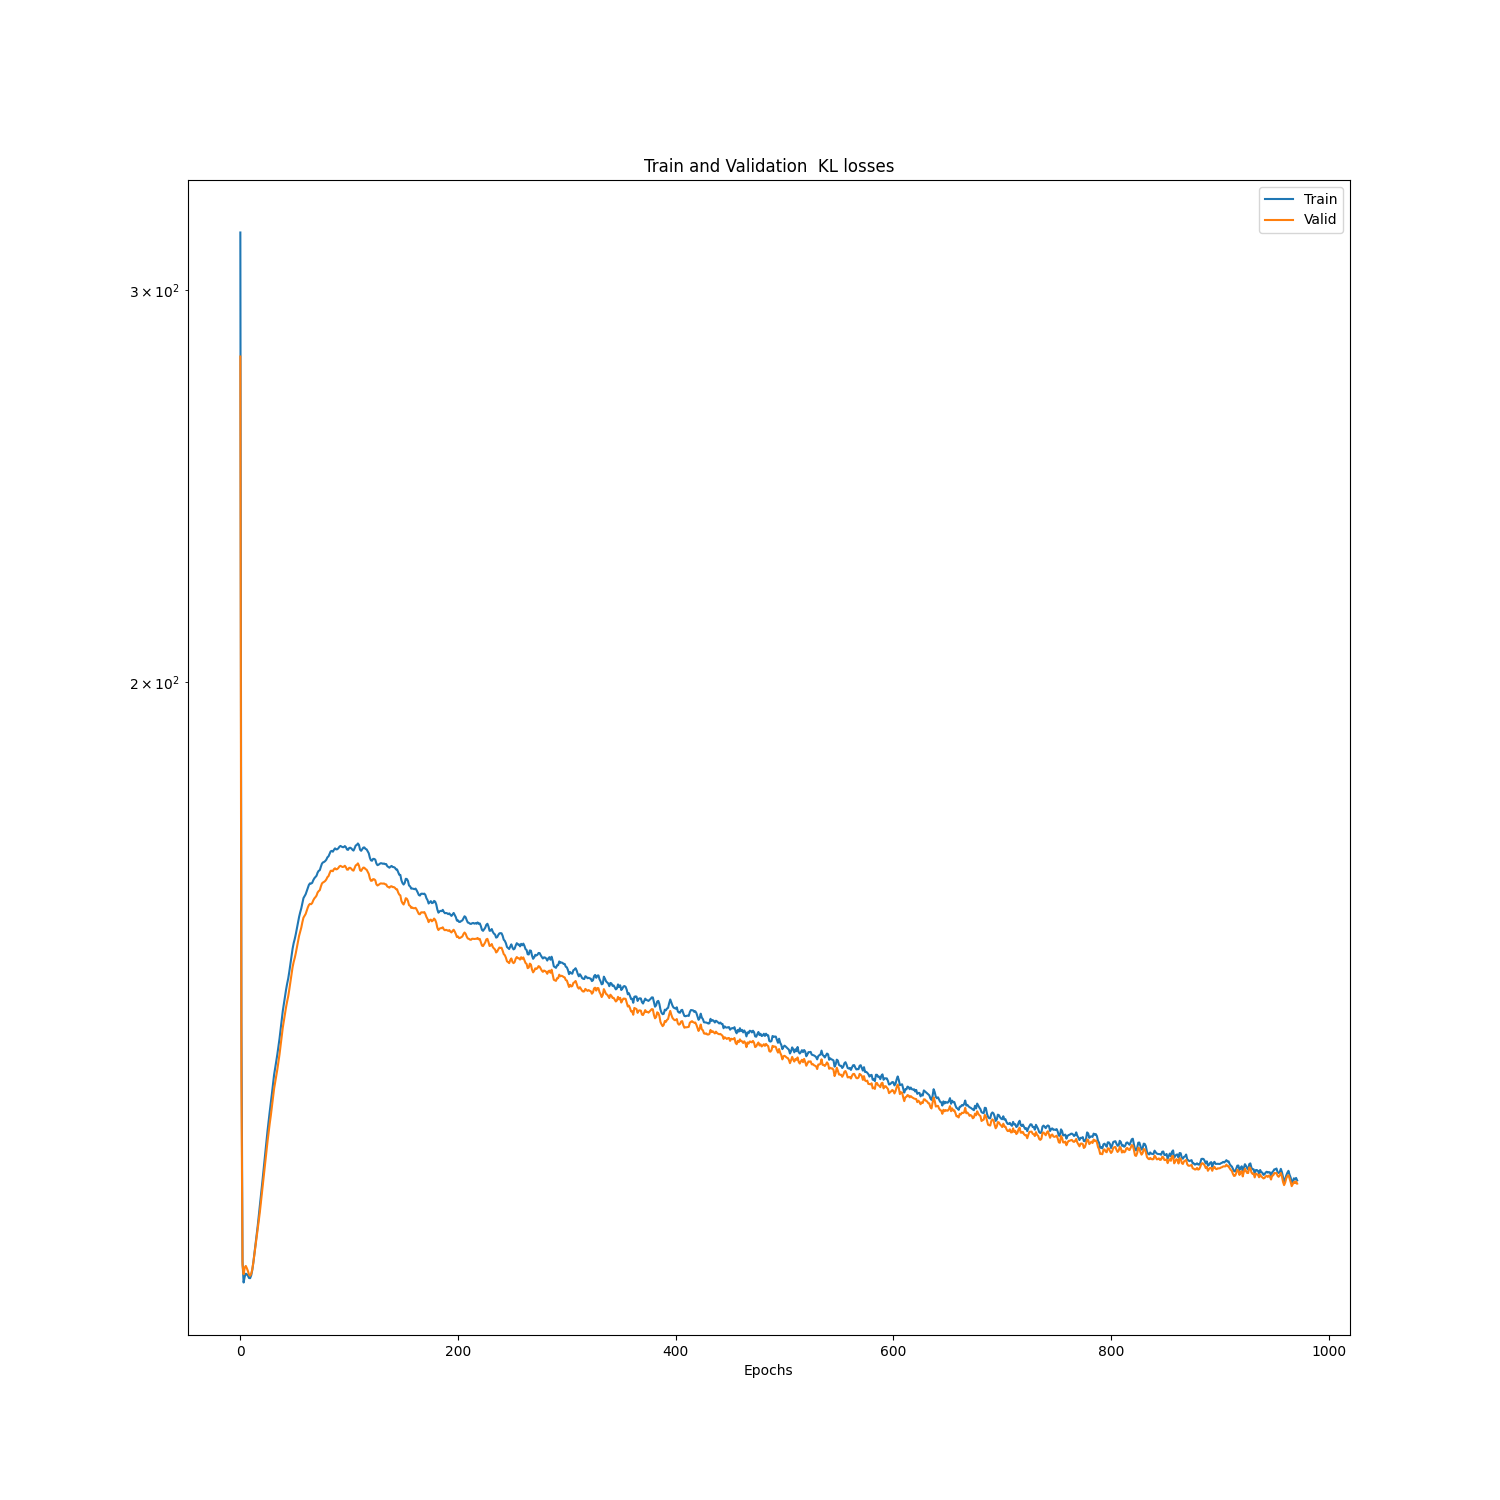 Train and Validation  KL losses
Train
Valid
3 × 10²
2 × 10²
0 200 400 600 800 1000
Epochs